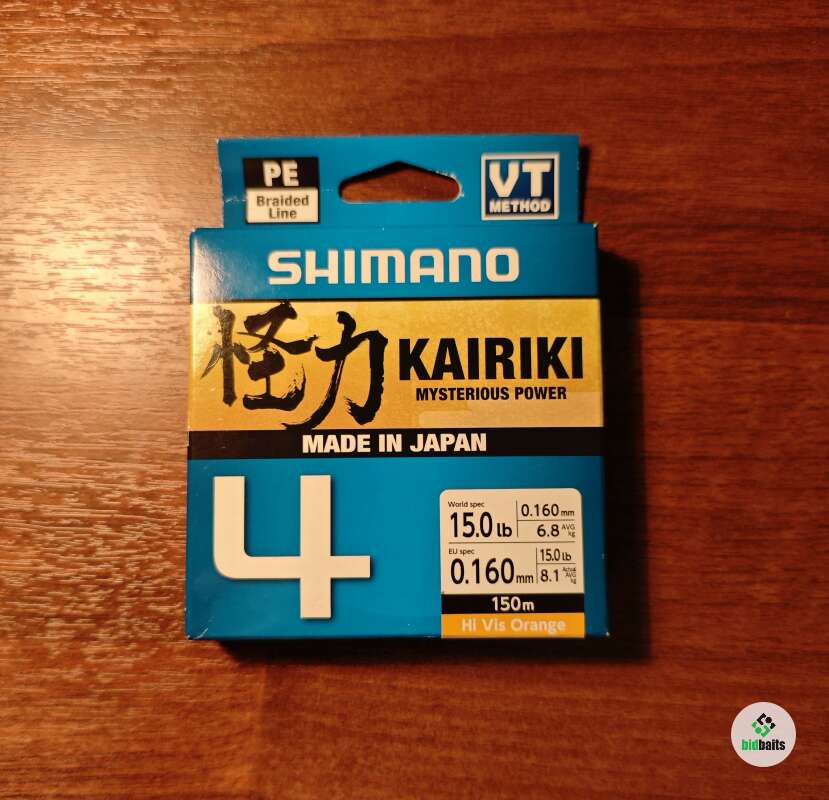 PE
Braided
Line
VT
METHOD
SHIMANO
怪力 KAIRIKI
MYSTERIOUS POWER
MADE IN JAPAN
4
World spec
15.0 lb 0.160 mm
6.8 AVG kg
EU spec
0.160 mm 15.0 lb
8.1 Actual AVG kg
150m
Hi Vis Orange
bidbaits